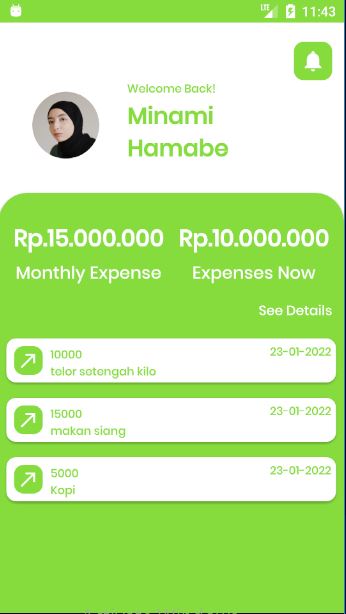 LTE 11:43
Welcome Back!
Minami
Hamabe
Rp.15.000.000 Rp.10.000.000
Monthly Expense Expenses Now
See Details
10000 23-01-2022
telor setengah kilo
15000 23-01-2022
makan siang
5000 23-01-2022
Kopi